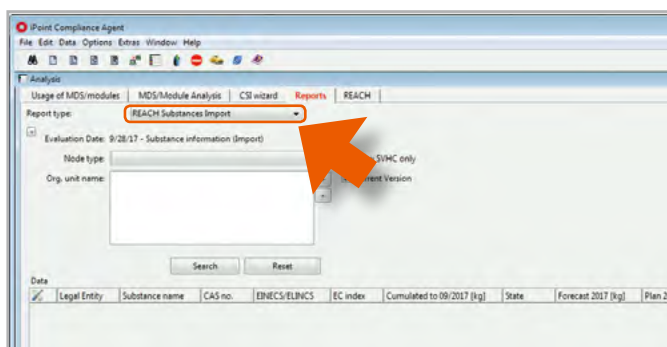 iPoint Compliance Agent
File Edit Data Options Extras Window Help
Analysis
Usage of MDS/modules MDS/Module Analysis CSI wizard Reports REACH
Report type: REACH Substances Import
Evaluation Date: 9/28/17 - Substance information (Import)
Node type: SVHC only
Org. unit name: Version
Search Reset
Data
Legal Entity Substance name CAS no. EINECS/ELINCS EC index Cumulated to 09/2017 [kg] State Forecast 2017 [kg] Plan 2